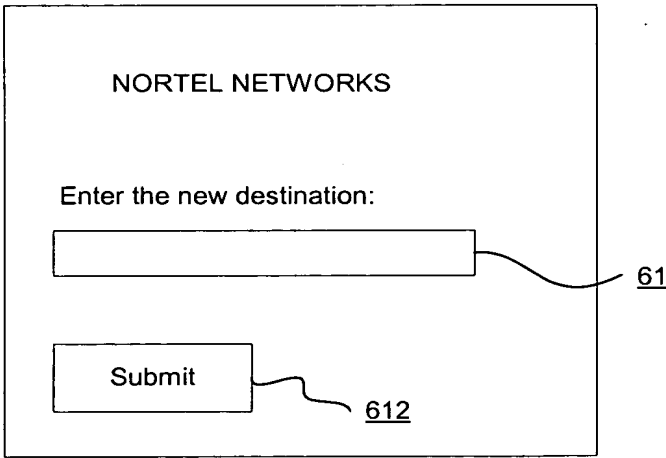 NORTEL NETWORKS
Enter the new destination:
61
Submit
612